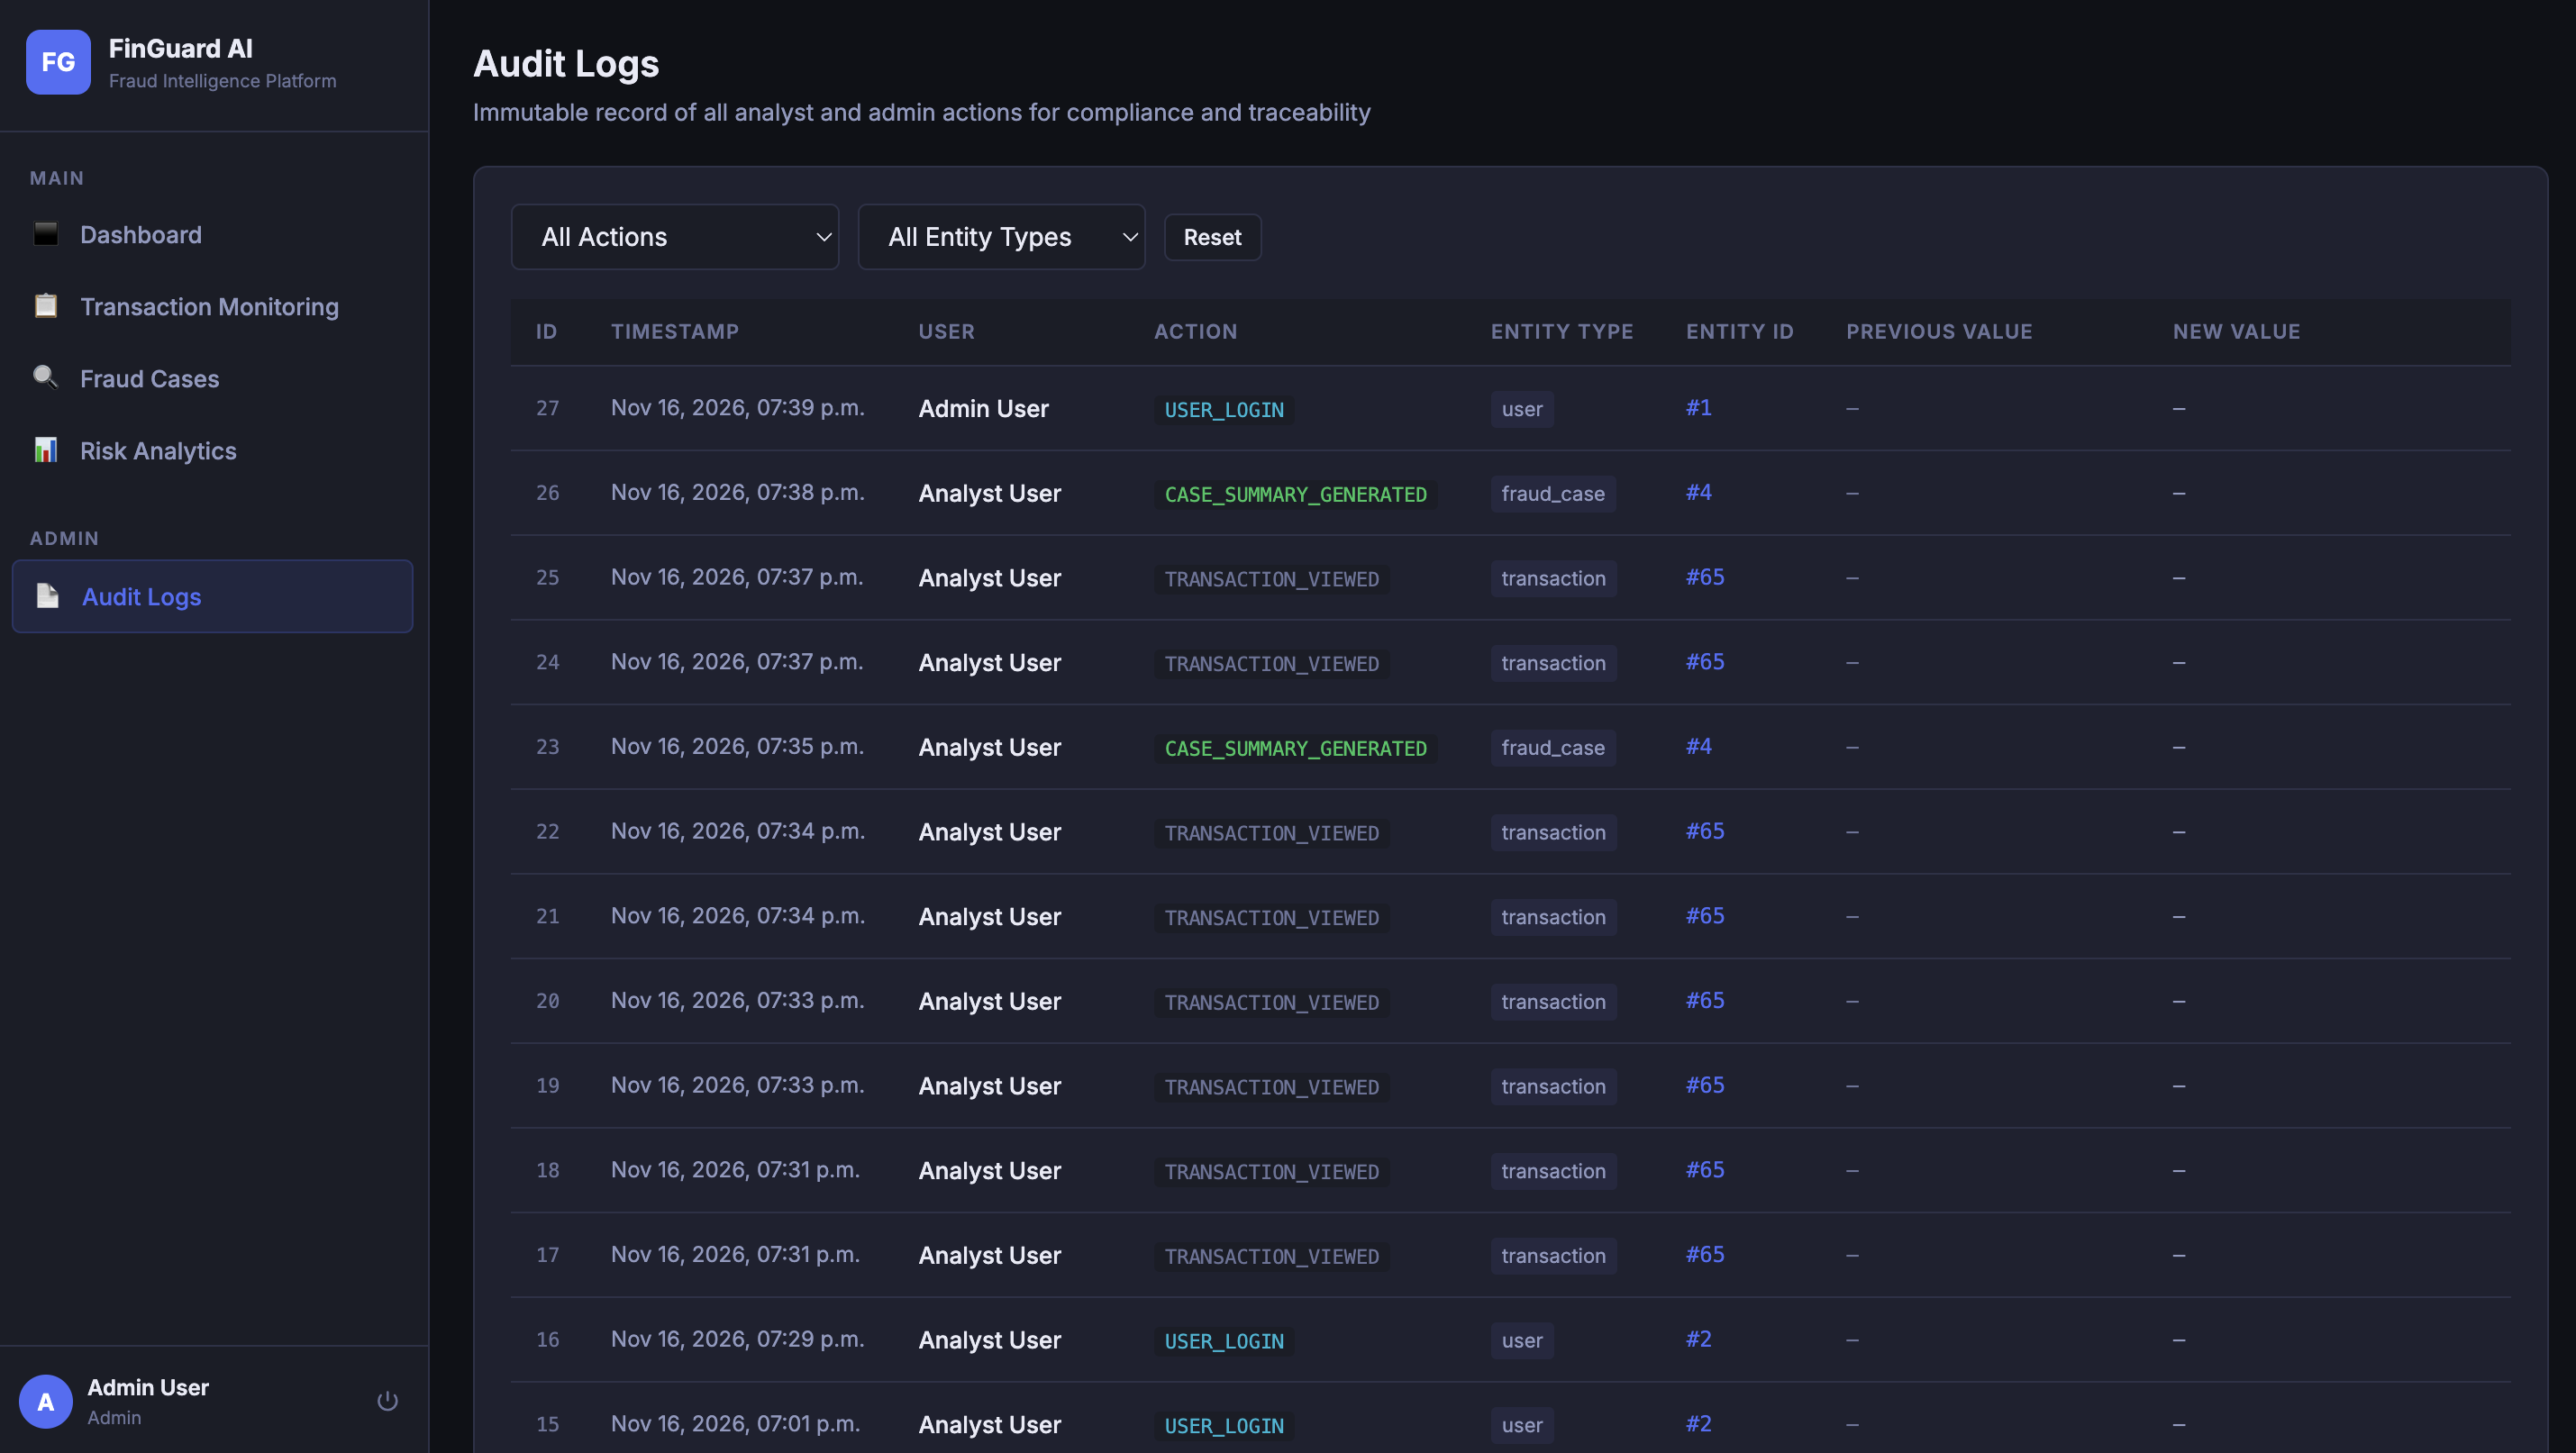 FG
FinGuard AI
Fraud Intelligence Platform
MAIN
Dashboard
Transaction Monitoring
Fraud Cases
Risk Analytics
ADMIN
Audit Logs
A
Admin User
Admin
Audit Logs
Immutable record of all analyst and admin actions for compliance and traceability
All Actions All Entity Types Reset
ID TIMESTAMP USER ACTION ENTITY TYPE ENTITY ID PREVIOUS VALUE NEW VALUE
27 Nov 16, 2026, 07:39 p.m. Admin User USER_LOGIN user #1 – –
26 Nov 16, 2026, 07:38 p.m. Analyst User CASE_SUMMARY_GENERATED fraud_case #4 – –
25 Nov 16, 2026, 07:37 p.m. Analyst User TRANSACTION_VIEWED transaction #65 – –
24 Nov 16, 2026, 07:37 p.m. Analyst User TRANSACTION_VIEWED transaction #65 – –
23 Nov 16, 2026, 07:35 p.m. Analyst User CASE_SUMMARY_GENERATED fraud_case #4 – –
22 Nov 16, 2026, 07:34 p.m. Analyst User TRANSACTION_VIEWED transaction #65 – –
21 Nov 16, 2026, 07:34 p.m. Analyst User TRANSACTION_VIEWED transaction #65 – –
20 Nov 16, 2026, 07:33 p.m. Analyst User TRANSACTION_VIEWED transaction #65 – –
19 Nov 16, 2026, 07:33 p.m. Analyst User TRANSACTION_VIEWED transaction #65 – –
18 Nov 16, 2026, 07:31 p.m. Analyst User TRANSACTION_VIEWED transaction #65 – –
17 Nov 16, 2026, 07:31 p.m. Analyst User TRANSACTION_VIEWED transaction #65 – –
16 Nov 16, 2026, 07:29 p.m. Analyst User USER_LOGIN user #2 – –
15 Nov 16, 2026, 07:01 p.m. Analyst User USER_LOGIN user #2 – –